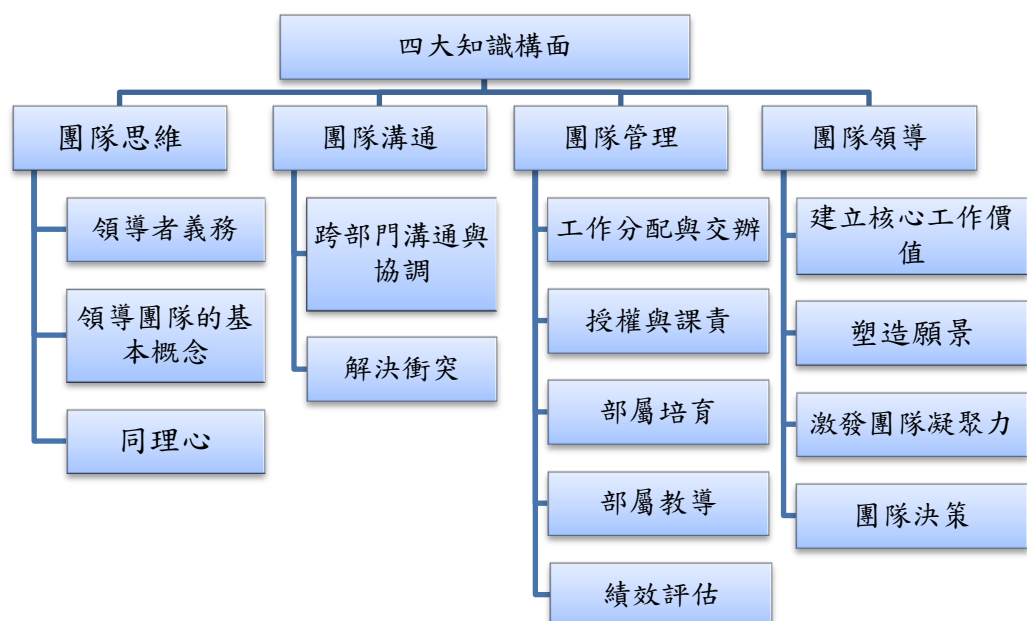 四大知識構面
團隊思維
領導者義務
領導團隊的基
本概念
同理心
團隊溝通
跨部門溝通與
協調
解決衝突
團隊管理
工作分配與交辦
授權與課責
部屬培育
部屬教導
績效評估
團隊領導
建立核心工作價
值
塑造願景
激發團隊凝聚力
團隊決策